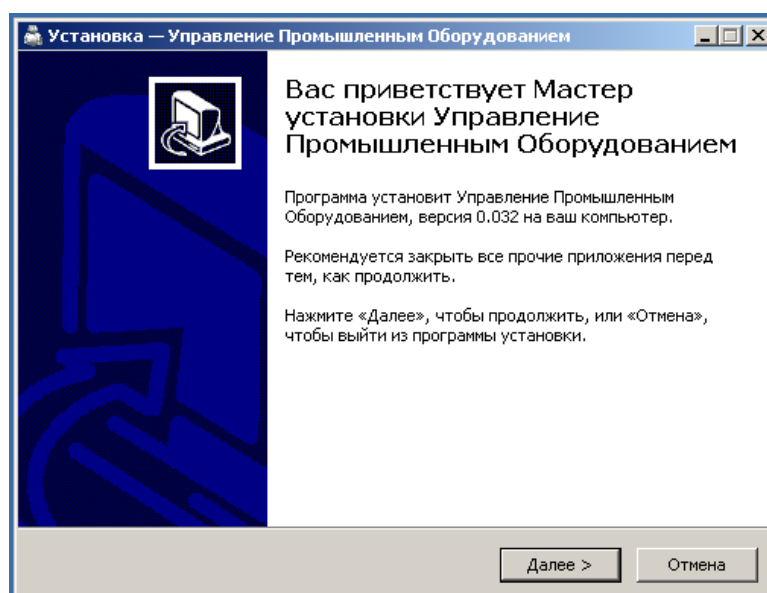 Установка — Управление Промышленным Оборудованием
Вас приветствует Мастер
установки Управление
Промышленным Оборудованием
Программа установит Управление Промышленным
Оборудованием, версия 0.032 на ваш компьютер.
Рекомендуется закрыть все прочие приложения перед
тем, как продолжить.
Нажмите «Далее», чтобы продолжить, или «Отмена»,
чтобы выйти из программы установки.
Далее >
Отмена